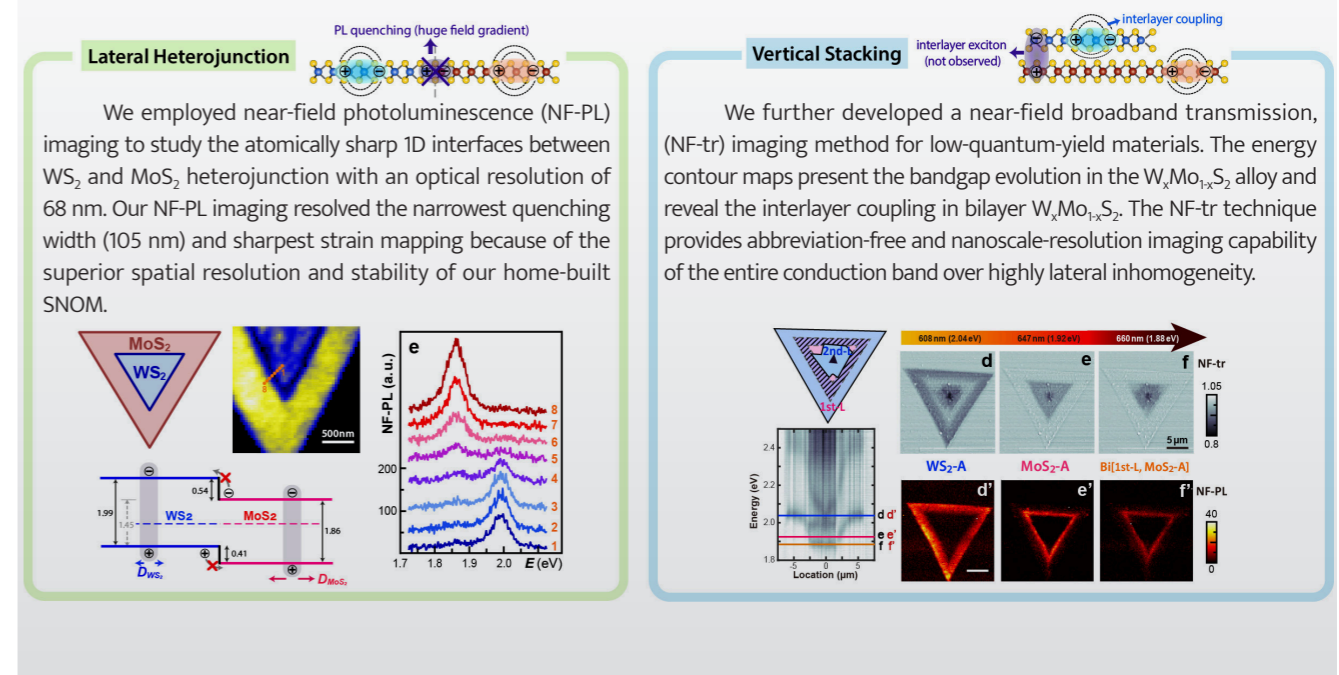 PL quenching (huge field gradient)
Lateral Heterojunction
We employed near-field photoluminescence (NF-PL)
imaging to study the atomically sharp 1D interfaces between
WS₂ and MoS₂ heterojunction with an optical resolution of
68 nm. Our NF-PL imaging resolved the narrowest quenching
width (105 nm) and sharpest strain mapping because of the
superior spatial resolution and stability of our home-built
SNOM.
MoS₂
WS₂
8
500nm
e
NF-PL (a. u.)
200
100
8
7
6
5
4
3
2
1
1.7
1.8
1.9
2.0
2.1
E (eV)
0.54
1.99
1.45
WS₂
MoS₂
1.86
0.41
D_WS₂
D_MoS₂
interlayer coupling
Vertical Stacking
interlayer exciton
(not observed)
We further developed a near-field broadband transmission,
(NF-tr) imaging method for low-quantum-yield materials. The energy
contour maps present the bandgap evolution in the WₓMo₁₋ₓS₂ alloy and
reveal the interlayer coupling in bilayer WₓMo₁₋ₓS₂. The NF-tr technique
provides abbreviation-free and nanoscale-resolution imaging capability
of the entire conduction band over highly lateral inhomogeneity.
2nd-L
1st-L
608 nm (2.04 eV)
647 nm (1.92 eV)
660 nm (1.88 eV)
d
e
f
NF-tr
1.05
0.8
5 µm
WS₂-A
MoS₂-A
Bi[1st-L, MoS₂-A]
d'
e'
f'
NF-PL
40
0
Energy (eV)
2.4
2.2
2.0
1.8
d d'
e e'
f f'
-5
0
5
Location (µm)